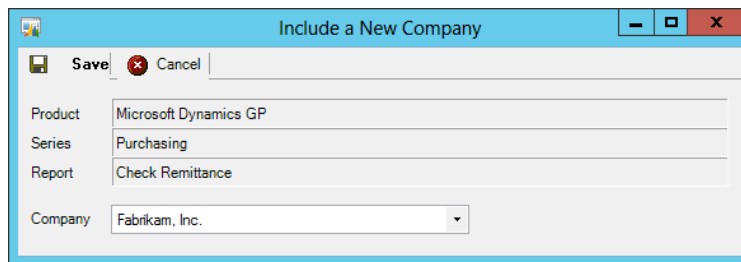 Include a New Company
Save Cancel
Product Microsoft Dynamics GP
Series Purchasing
Report Check Remittance
Company Fabrikam, Inc.